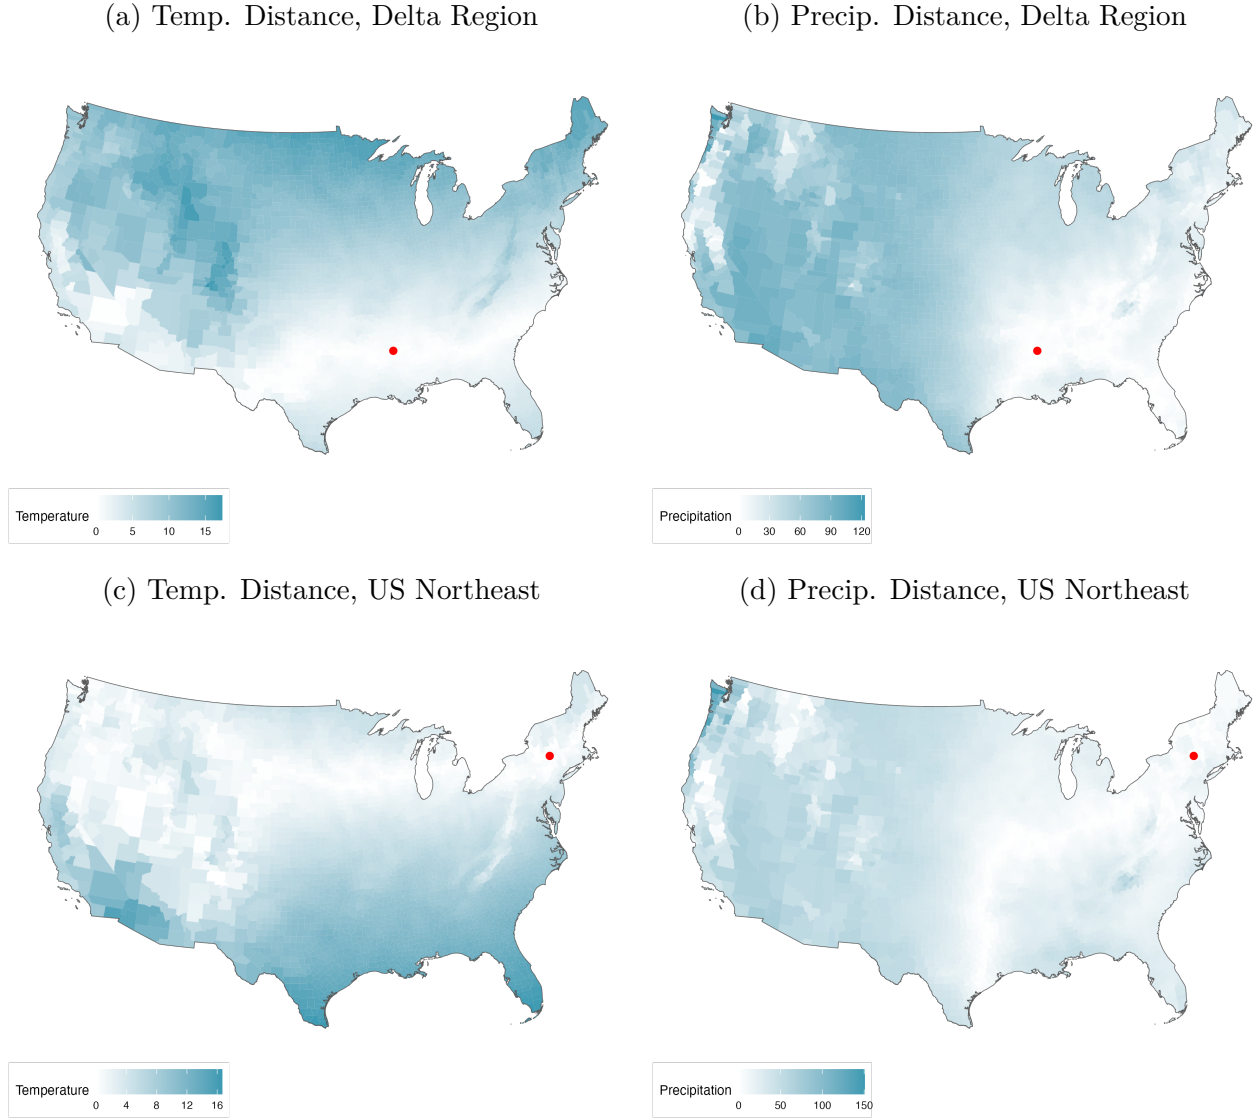 (a) Temp. Distance, Delta Region
(b) Precip. Distance, Delta Region
Temperature
0 5 10 15
Precipitation
0 30 60 90 120
(c) Temp. Distance, US Northeast
(d) Precip. Distance, US Northeast
Temperature
0 4 8 12 16
Precipitation
0 50 100 150